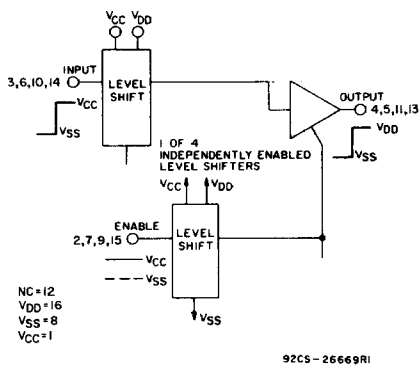 VCC VDD
INPUT
3,6,10,14
LEVEL
SHIFT
VCC
VSS
OUTPUT
4,5,11,13
VDD
VSS
1 OF 4
INDEPENDENTLY ENABLED
LEVEL SHIFTERS
VCC VDD
ENABLE
2,7,9,15
LEVEL
SHIFT
VCC
VSS
VSS
NC=12
VDD=16
VSS=8
VCC=1
92CS-26669R1